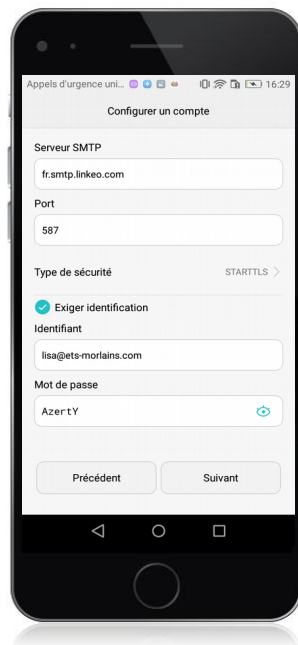 Appels d'urgence uni... 16:29
Configurer un compte
Serveur SMTP
fr.smtp.linkeo.com
Port
587
Type de sécurité STARTTLS
Exiger identification
Identifiant
lisa@ets-morlains.com
Mot de passe
AzertY
Précédent Suivant